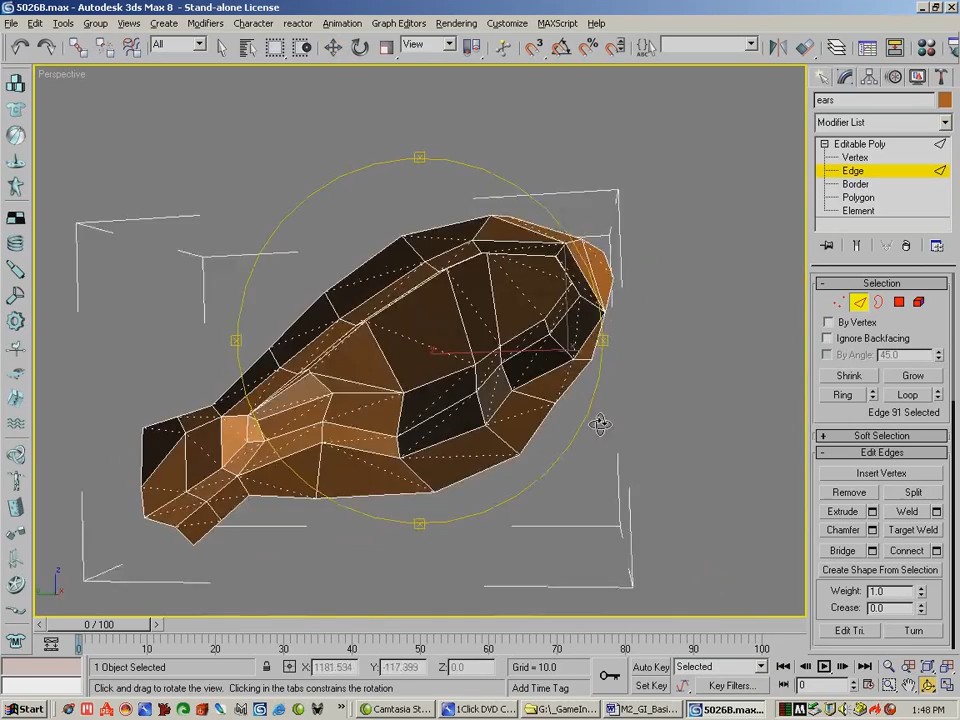 5026B.max - Autodesk 3ds Max 8 - Stand-alone License
File Edit Tools Group Views Create Modifiers Character reactor Animation Graph Editors Rendering Customize MAXScript Help
All View
Perspective
ears
Modifier List
Editable Poly
Vertex
Edge
Border
Polygon
Element
Selection
By Vertex
Ignore Backfacing
By Angle: 45.0
Shrink Grow
Ring Loop
Edge 91 Selected
Soft Selection
Edit Edges
Insert Vertex
Remove Split
Extrude Weld
Chamfer Target Weld
Bridge Connect
Create Shape From Selection
Weight: 1.0
Crease: 0.0
Edit Tri. Turn
z
x
0 / 100
0 10 20 30 40 50 60 70 80 90 100
1 Object Selected X: 1181.594 Y: -117.399 Z: 0.0 Grid = 10.0 Auto Key Selected
Click and drag to rotate the view. Clicking in the tabs constrains the rotation Add Time Tag Set Key Key Filters... 0
Start Camtasia St... 1Click DVD C... G:\_GameIn... M2_GI_Basi... 5026B.max... 1:48 PM